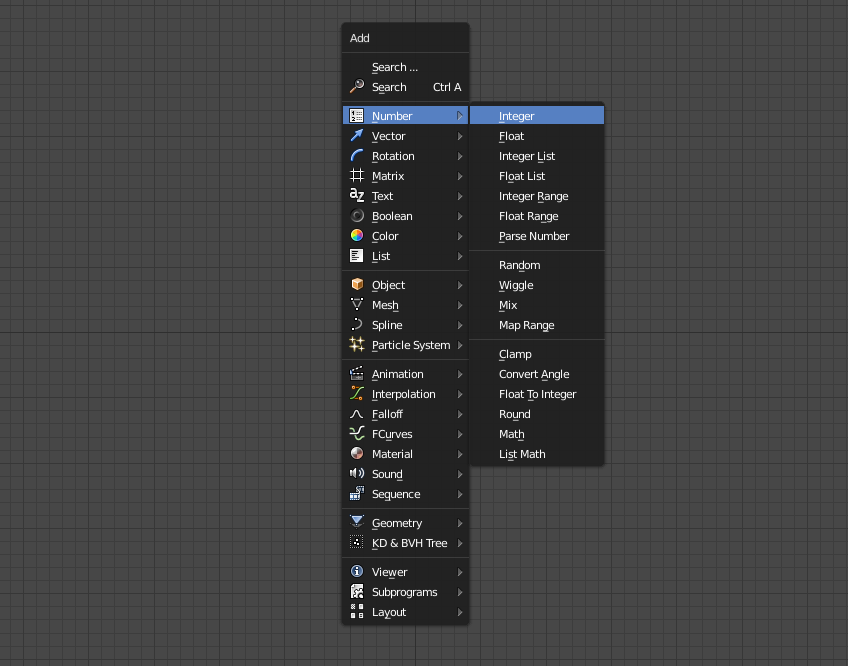 Add
Search ...
Search Ctrl A
Number
Vector
Rotation
Matrix
Text
Boolean
Color
List
Object
Mesh
Spline
Particle System
Animation
Interpolation
Falloff
FCurves
Material
Sound
Sequence
Geometry
KD & BVH Tree
Viewer
Subprograms
Layout
Integer
Float
Integer List
Float List
Integer Range
Float Range
Parse Number
Random
Wiggle
Mix
Map Range
Clamp
Convert Angle
Float To Integer
Round
Math
List Math